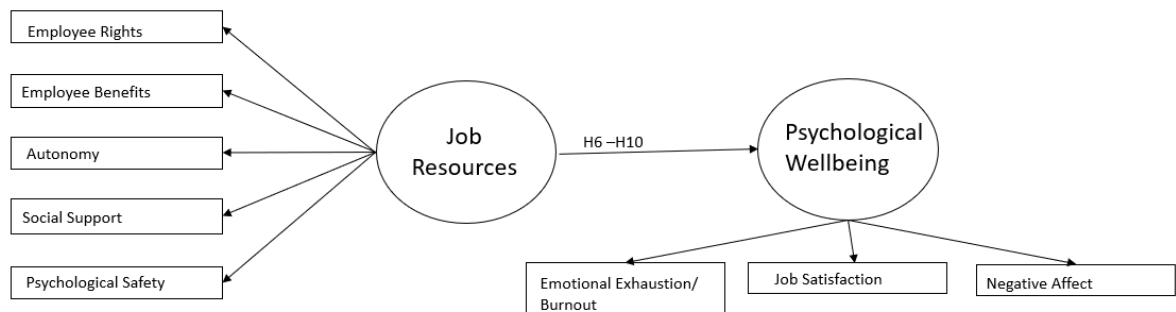 Employee Rights
Employee Benefits
Autonomy
Social Support
Psychological Safety
Job
Resources
H6 –H10
Psychological
Wellbeing
Emotional Exhaustion/
Burnout
Job Satisfaction
Negative Affect